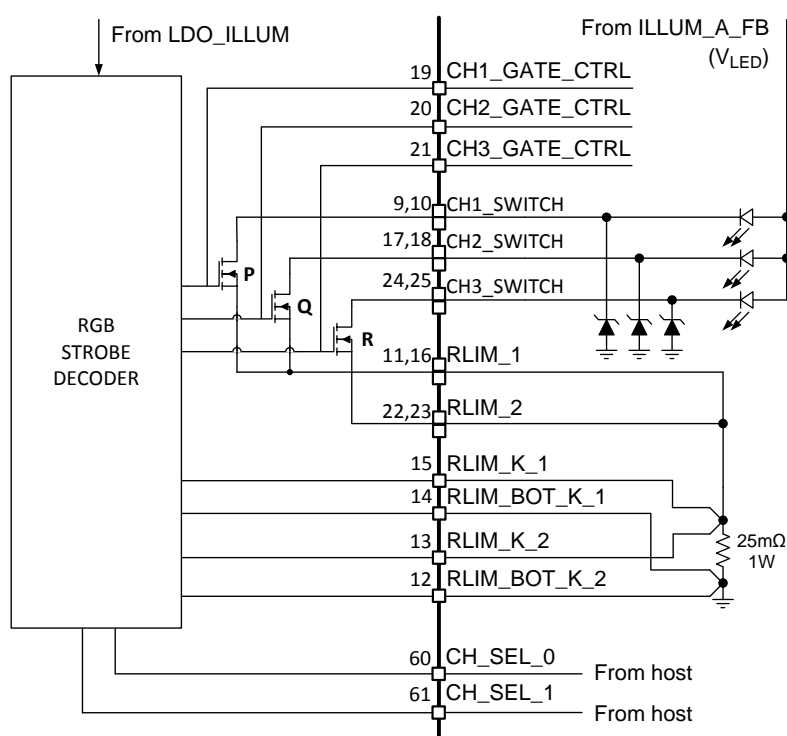 From LDO_ILLUM
From ILLUM_A_FB
(VLED)
19 CH1_GATE_CTRL
20 CH2_GATE_CTRL
21 CH3_GATE_CTRL
9,10 CH1_SWITCH
17,18 CH2_SWITCH
24,25 CH3_SWITCH
P
Q
R
RGB
STROBE
DECODER
11,16 RLIM_1
22,23 RLIM_2
15 RLIM_K_1
14 RLIM_BOT_K_1
13 RLIM_K_2
12 RLIM_BOT_K_2
25mΩ
1W
60 CH_SEL_0
From host
61 CH_SEL_1
From host